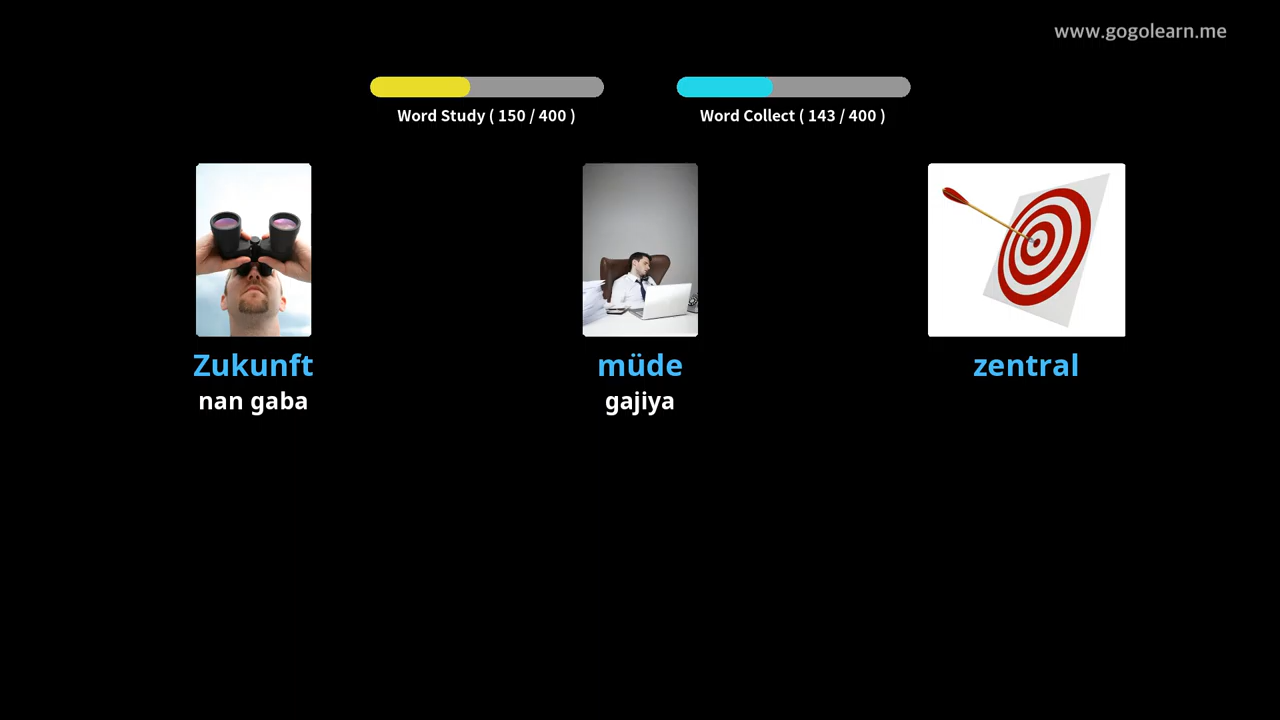 www.gogolearn.me
Word Study ( 150 / 400 )
Word Collect ( 143 / 400 )
Zukunft
nan gaba
müde
gajiya
zentral